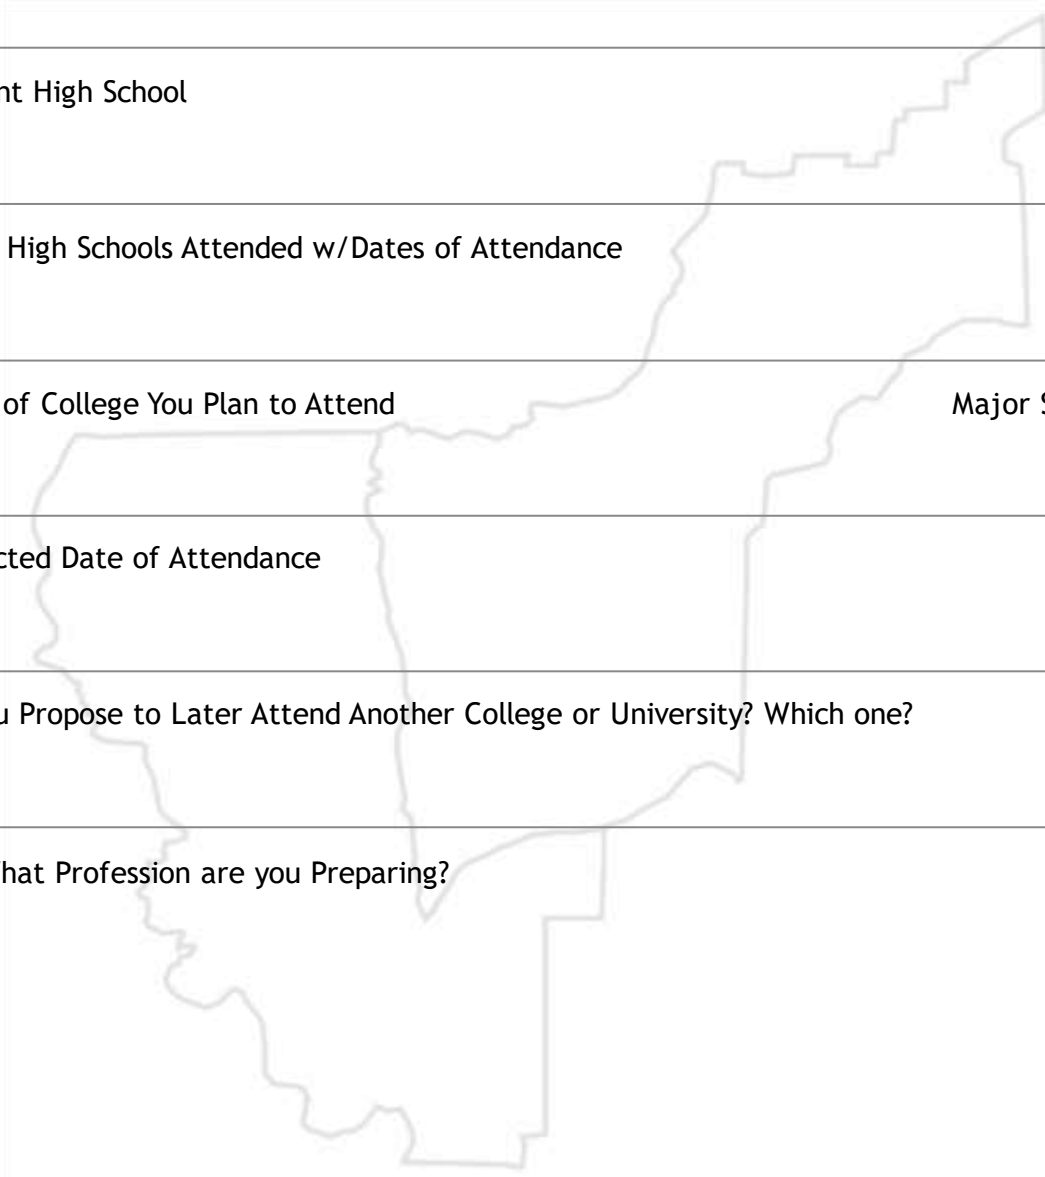 nt High School
High Schools Attended w/Dates of Attendance
of College You Plan to Attend Major S
cted Date of Attendance
u Propose to Later Attend Another College or University? Which one?
hat Profession are you Preparing?